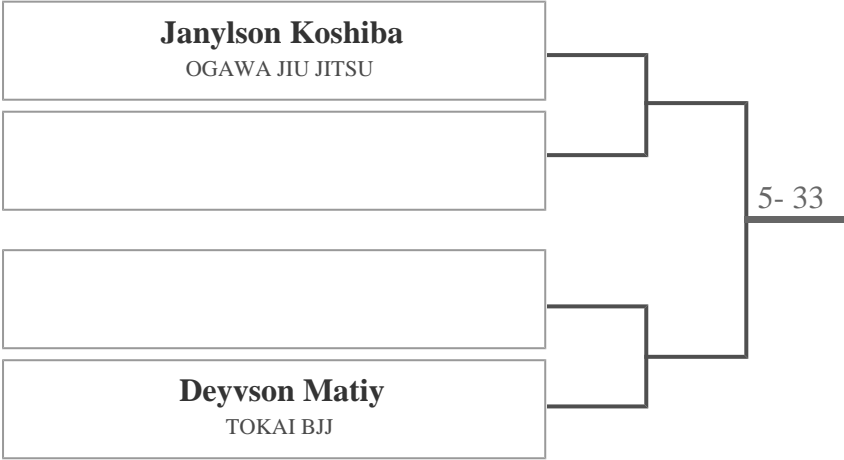 Janylson Koshiba
OGAWA JIU JITSU
5- 33
Deyvson Matiy
TOKAI BJJ